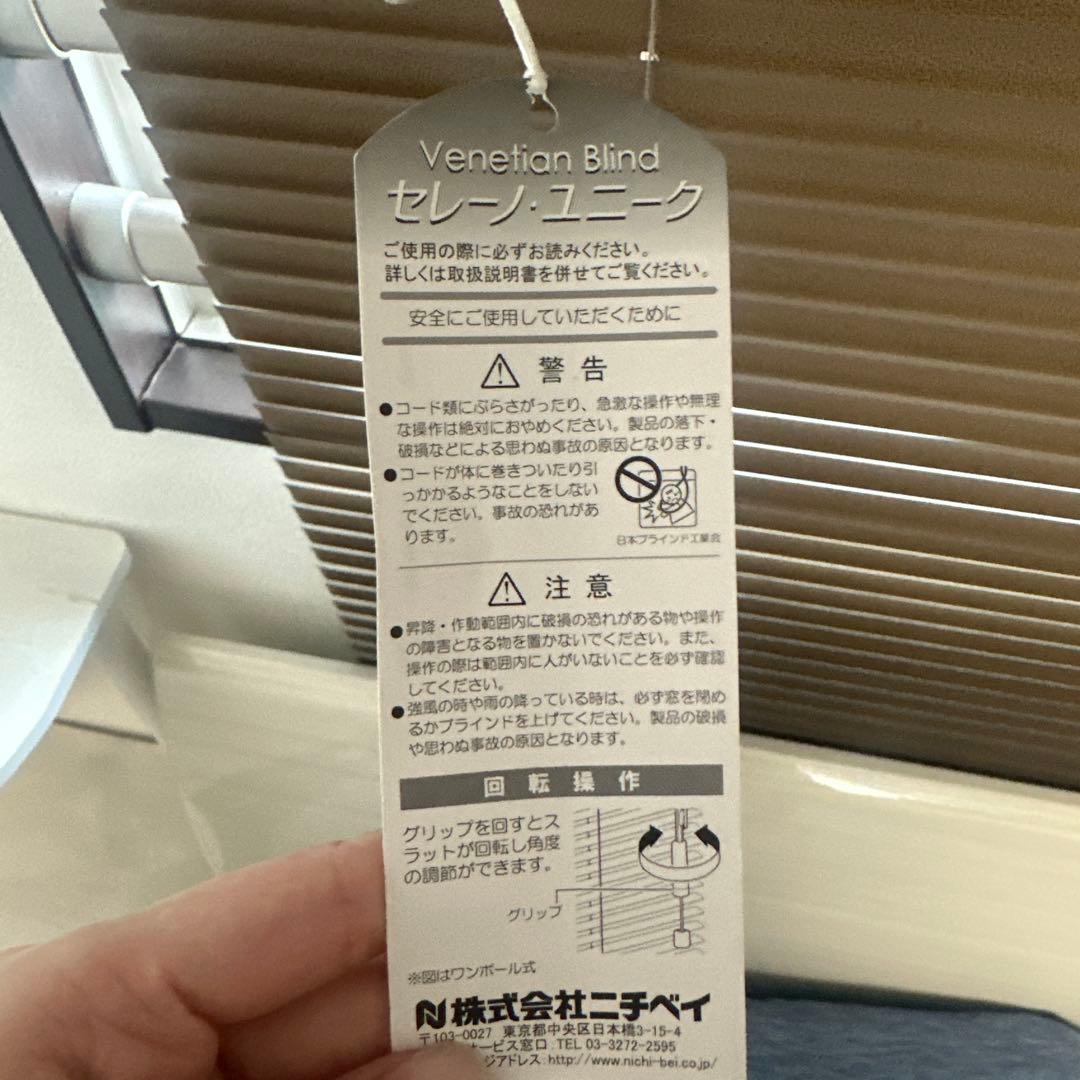 Venetian Blind
セレーノ・ユニーク
ご使用の際に必ずお読みください。
詳しくは取扱説明書を併せてご覧ください。
安全にご使用していただくために
警告
●コード類にぶらさがったり、急激な操作や無理
な操作は絶対におやめください。製品の落下・
破損などによる思わぬ事故の原因となります。
●コードが体に巻きついたり引
っかかるようなことをしない
でください。事故の恐れがあ
ります。
日本ブラインド工業会
注意
●昇降・作動範囲内に破損の恐れがある物や操作
の障害となる物を置かないでください。また、
操作の際は範囲内に人がいないことを必ず確認
してください。
●強風の時や雨の降っている時は、必ず窓を閉め
るかブラインドを上げてください。製品の破損
や思わぬ事故の原因となります。
回転操作
グリップを回すとス
ラットが回転し角度
の調節ができます。
グリップ
※図はワンポール式
株式会社ニチベイ
〒103-0027 東京都中央区日本橋3-15-4
ービス窓口:TEL 03-3272-2595
ジアドレス:http://www.nichi-bei.co.jp/